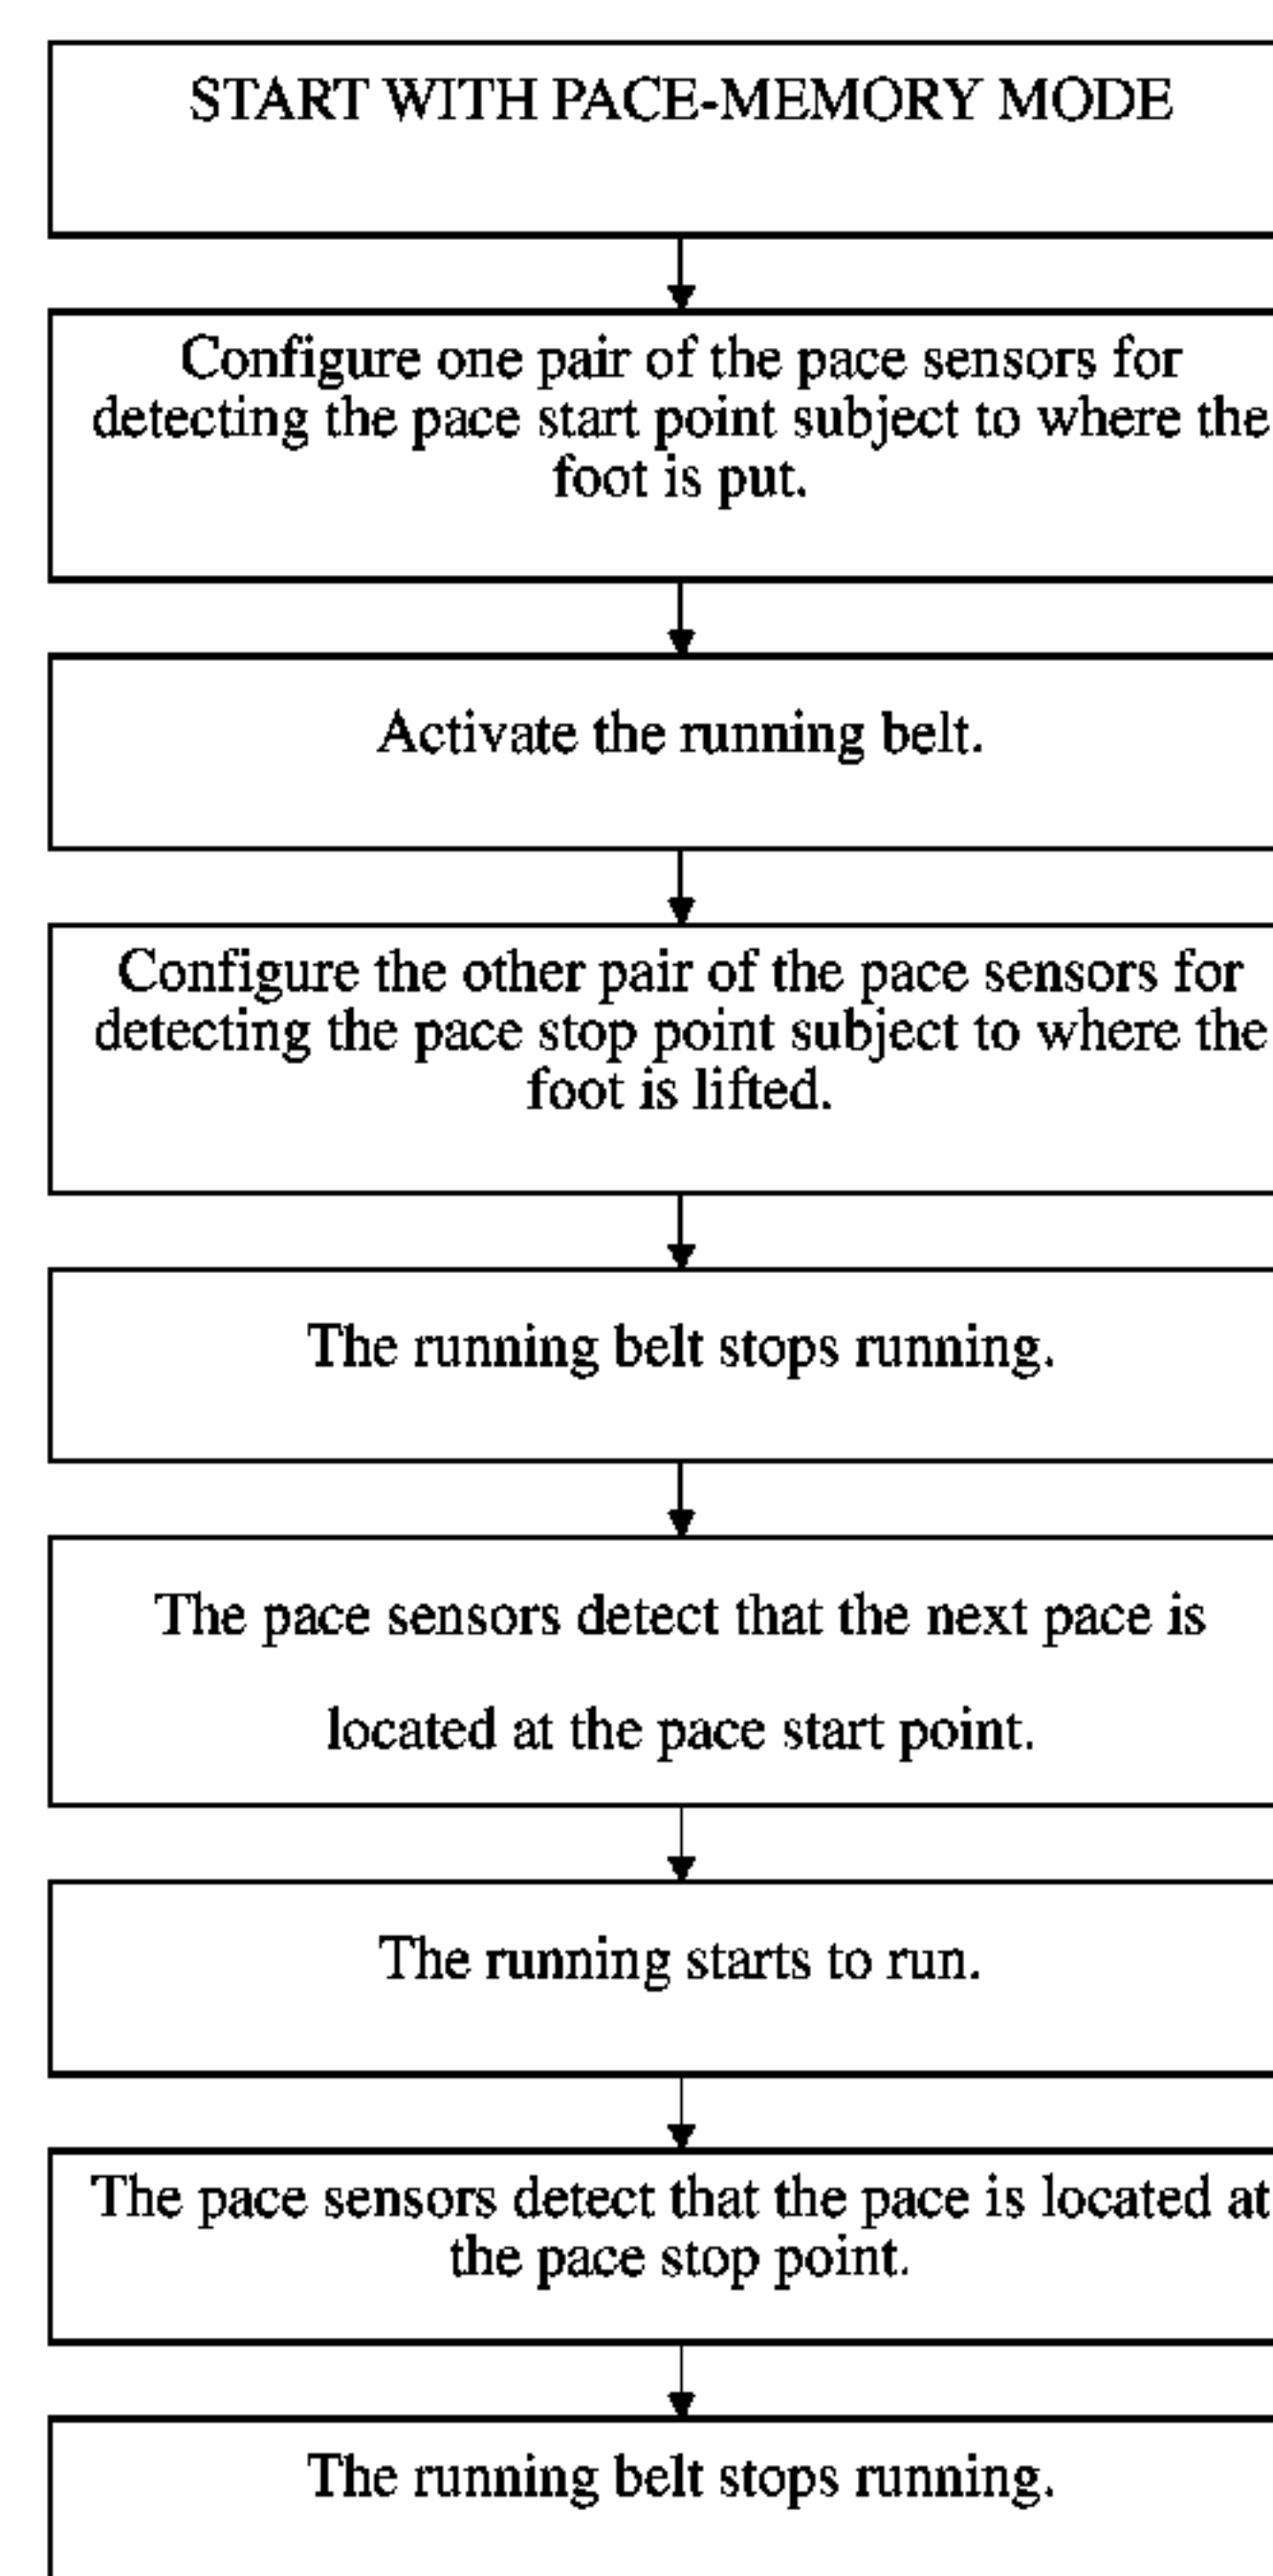 START WITH PACE-MEMORY MODE
Configure one pair of the pace sensors for
detecting the pace start point subject to where the
foot is put.
Activate the running belt.
Configure the other pair of the pace sensors for
detecting the pace stop point subject to where the
foot is lifted.
The running belt stops running.
The pace sensors detect that the next pace is
located at the pace start point.
The running starts to run.
The pace sensors detect that the pace is located at
the pace stop point.
The running belt stops running.